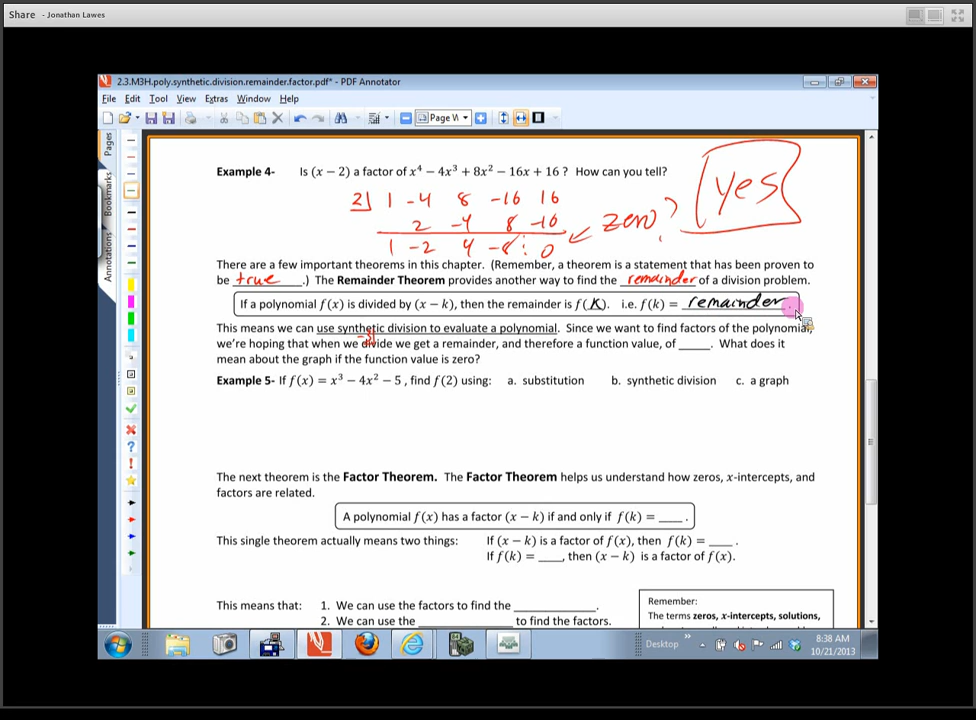 Share - Jonathan Lawes
2.3.M3H.poly.synthetic.division.remainder.factor.pdf* - PDF Annotator
File Edit Tool View Extras Window Help
Page W
Pages
Bookmarks
Annotations
Example 4- Is (x − 2) a factor of x⁴ − 4x³ + 8x² − 16x + 16 ? How can you tell?
yes
2| 1 -4 8 -16 16
2 -4 8 -16
zero?
1 -2 4 -8 : 0
There are a few important theorems in this chapter. (Remember, a theorem is a statement that has been proven to
be true .) The Remainder Theorem provides another way to find the remainder of a division problem.
If a polynomial f(x) is divided by (x − k), then the remainder is f(K). i.e. f(k) = remainder .
This means we can use synthetic division to evaluate a polynomial. Since we want to find factors of the polynomial,
we're hoping that when we divide we get a remainder, and therefore a function value, of _____. What does it
mean about the graph if the function value is zero?
Example 5- If f(x) = x³ − 4x² − 5 , find f(2) using: a. substitution b. synthetic division c. a graph
The next theorem is the Factor Theorem. The Factor Theorem helps us understand how zeros, x-intercepts, and
factors are related.
A polynomial f(x) has a factor (x − k) if and only if f(k) = ____ .
This single theorem actually means two things: If (x − k) is a factor of f(x), then f(k) = ____ .
If f(k) = ____, then (x − k) is a factor of f(x).
This means that: 1. We can use the factors to find the ______________.
2. We can use the ________________ to find the factors.
Remember:
The terms zeros, x-intercepts, solutions,
Desktop
8:38 AM
10/21/2013